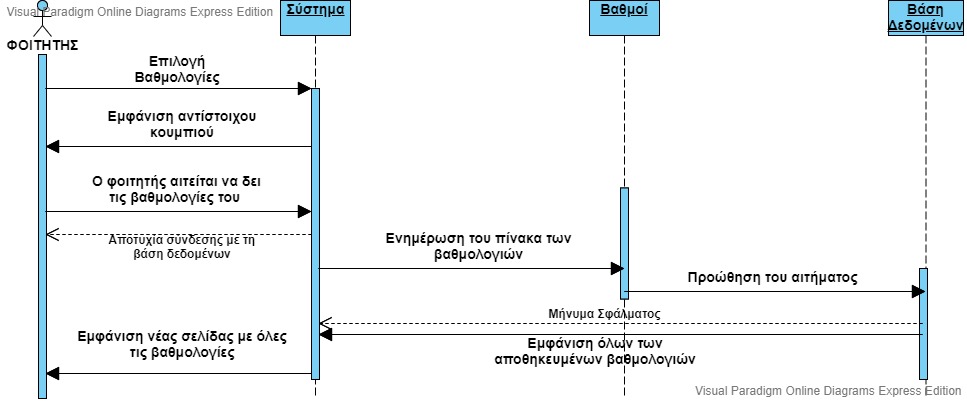 Visual Paradigm Online Diagrams Express Edition
Σύστημα
Βαθμοί
Βάση
Δεδομένων
ΦΟΙΤΗΤΗΣ
Επιλογή
Βαθμολογίες
Εμφάνιση αντίστοιχου
κουμπιού
Ο φοιτητής αιτείται να δει
τις βαθμολογίες του
Αποτυχία σύνδεσης με τη
βάση δεδομένων
Ενημέρωση του πίνακα των
βαθμολογιών
Προώθηση του αιτήματος
Μήνυμα Σφάλματος
Εμφάνιση όλων των
αποθηκευμένων βαθμολογιών
Εμφάνιση νέας σελίδας με όλες
τις βαθμολογίες
Visual Paradigm Online Diagrams Express Edition